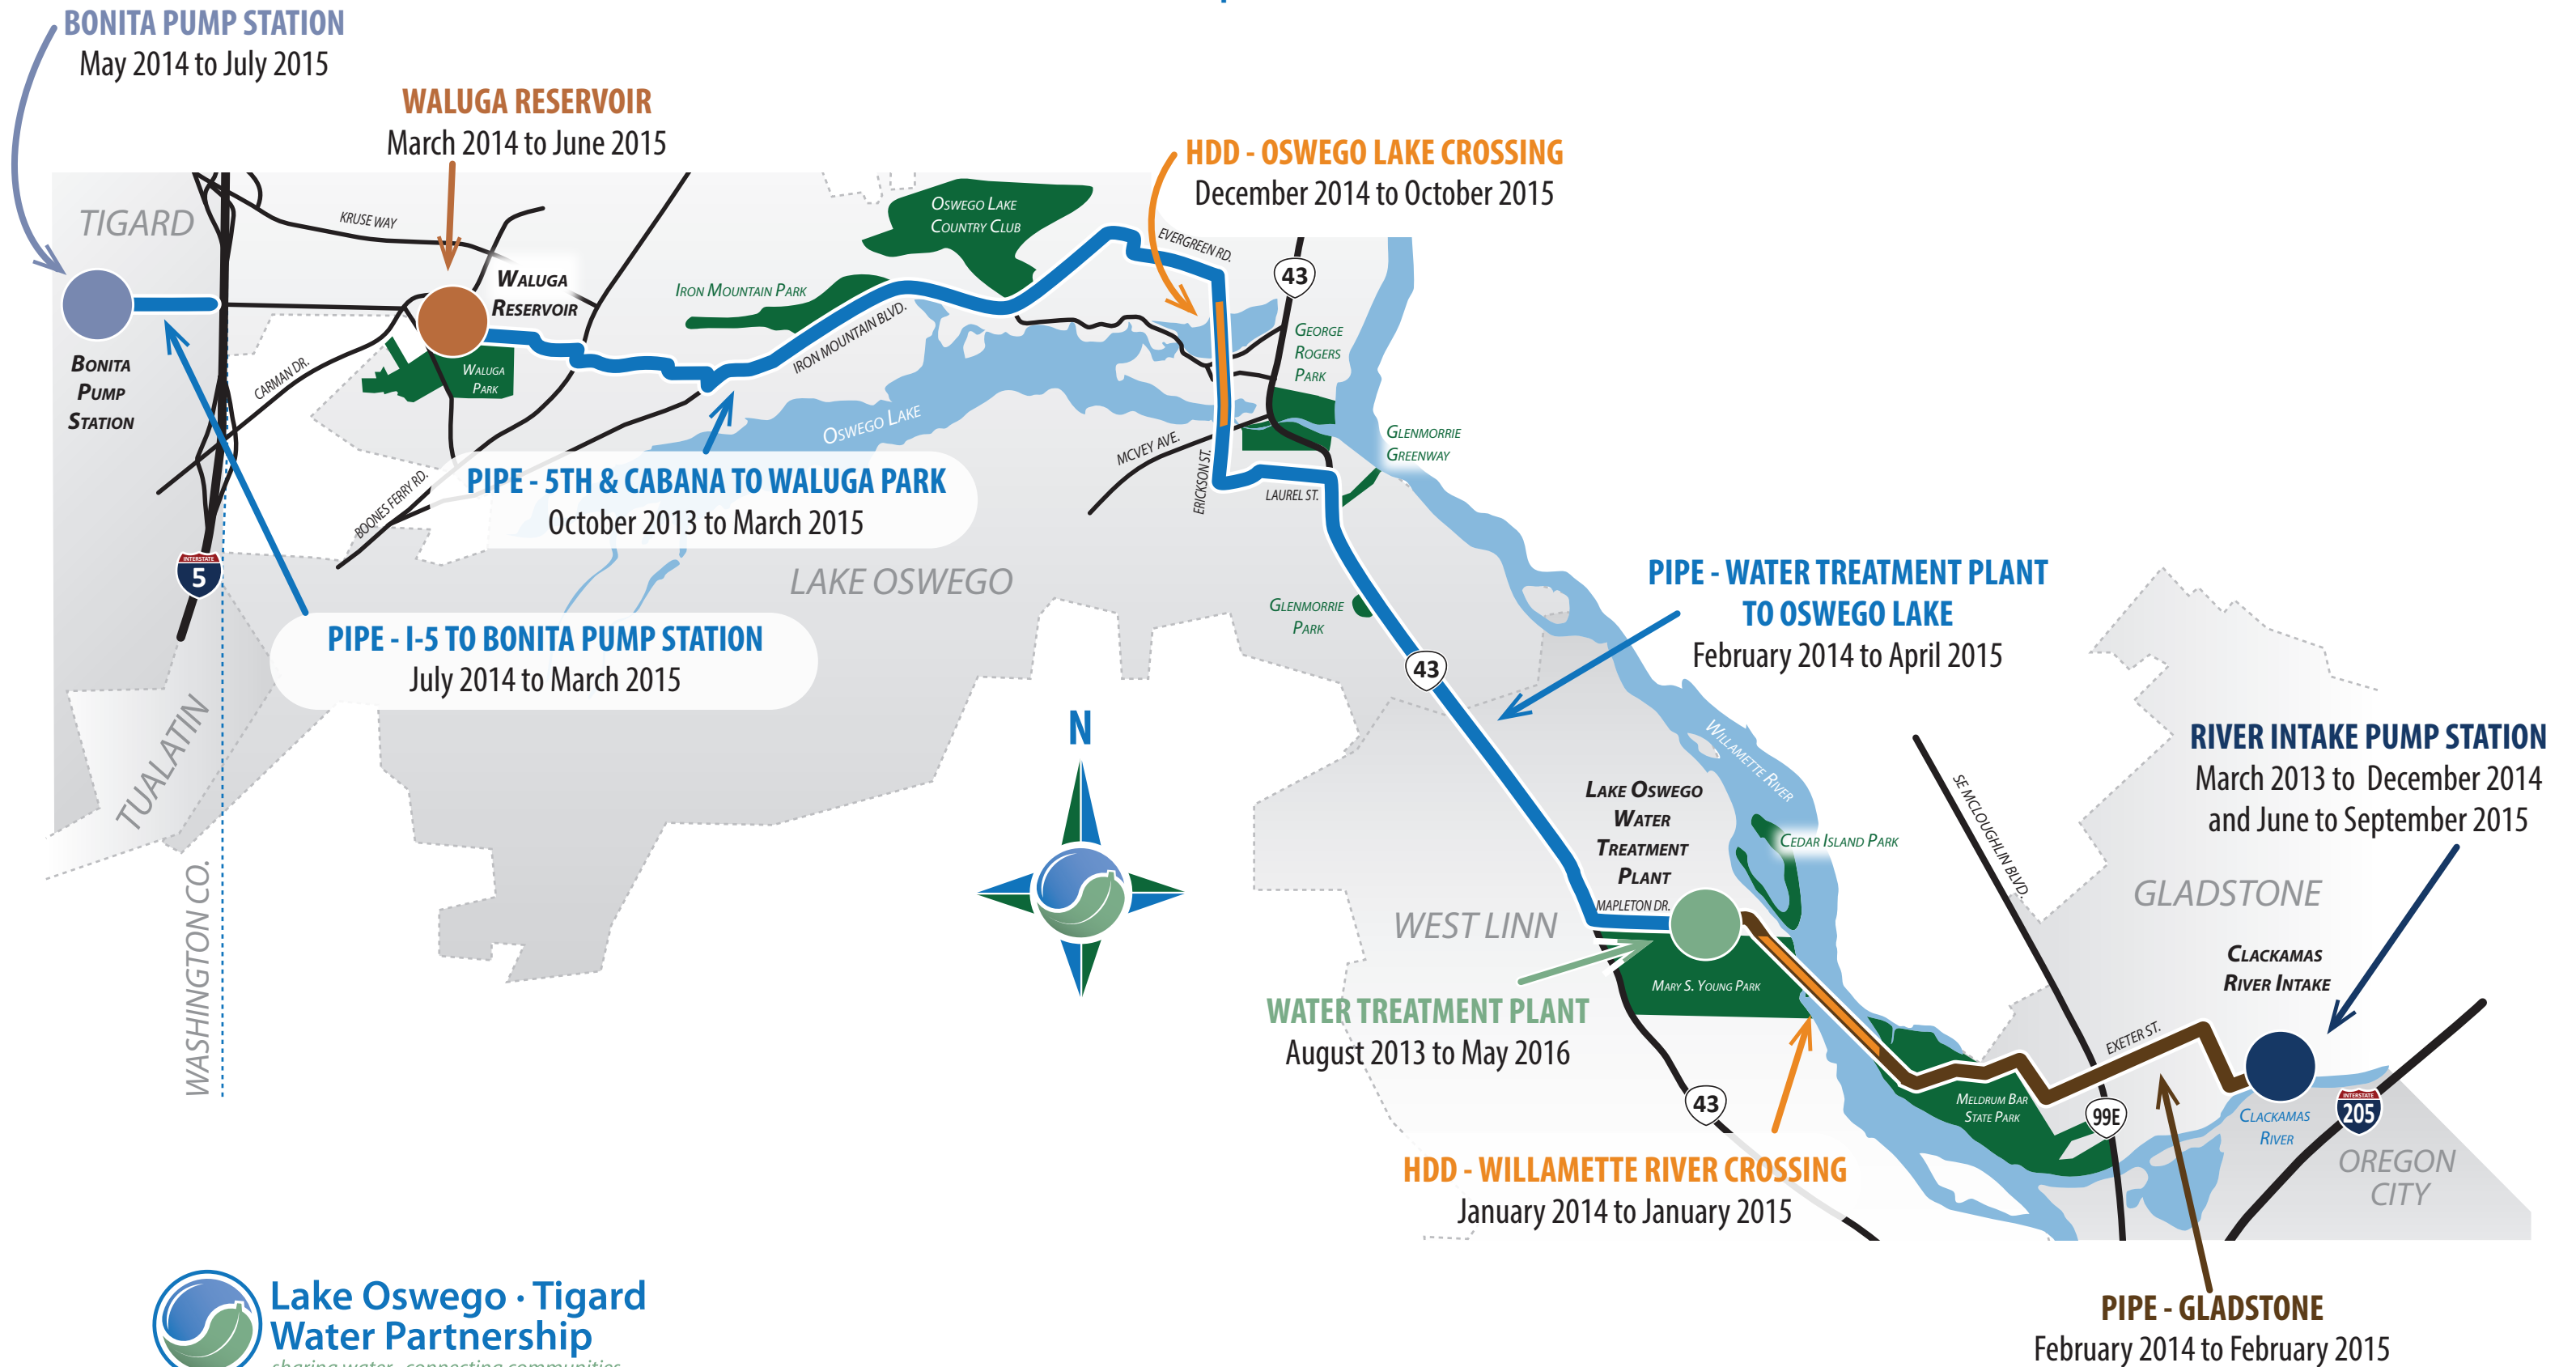 BONITA PUMP STATION
May 2014 to July 2015
WALUGA RESERVOIR
March 2014 to June 2015
HDD - OSWEGO LAKE CROSSING
December 2014 to October 2015
TIGARD
KRUSE WAY
OSWEGO LAKE
COUNTRY CLUB
EVERGREEN RD.
43
WALUGA
RESERVOIR
IRON MOUNTAIN PARK
IRON MOUNTAIN BLVD.
GEORGE
ROGERS
PARK
BONITA
PUMP
STATION
CARMAN DR.
WALUGA
PARK
OSWEGO LAKE
MCVEY AVE.
ERICKSON ST.
LAUREL ST.
GLENMORRIE
GREENWAY
BOONES FERRY RD.
PIPE - 5TH & CABANA TO WALUGA PARK
October 2013 to March 2015
INTERSTATE
5
LAKE OSWEGO
PIPE - I-5 TO BONITA PUMP STATION
July 2014 to March 2015
GLENMORRIE
PARK
43
PIPE - WATER TREATMENT PLANT
TO OSWEGO LAKE
February 2014 to April 2015
TUALATIN
WASHINGTON CO.
N
WILLAMETTE RIVER
RIVER INTAKE PUMP STATION
March 2013 to December 2014
and June to September 2015
LAKE OSWEGO
WATER
TREATMENT
PLANT
MAPLETON DR.
CEDAR ISLAND PARK
SE MCLOUGHLIN BLVD.
GLADSTONE
WEST LINN
CLACKAMAS
RIVER INTAKE
MARY S. YOUNG PARK
WATER TREATMENT PLANT
August 2013 to May 2016
EXETER ST.
MELDRUM BAR
STATE PARK
43
99E
CLACKAMAS
RIVER
INTERSTATE
205
OREGON
CITY
HDD - WILLAMETTE RIVER CROSSING
January 2014 to January 2015
PIPE - GLADSTONE
February 2014 to February 2015
Lake Oswego · Tigard
Water Partnership
sharing water · connecting communities